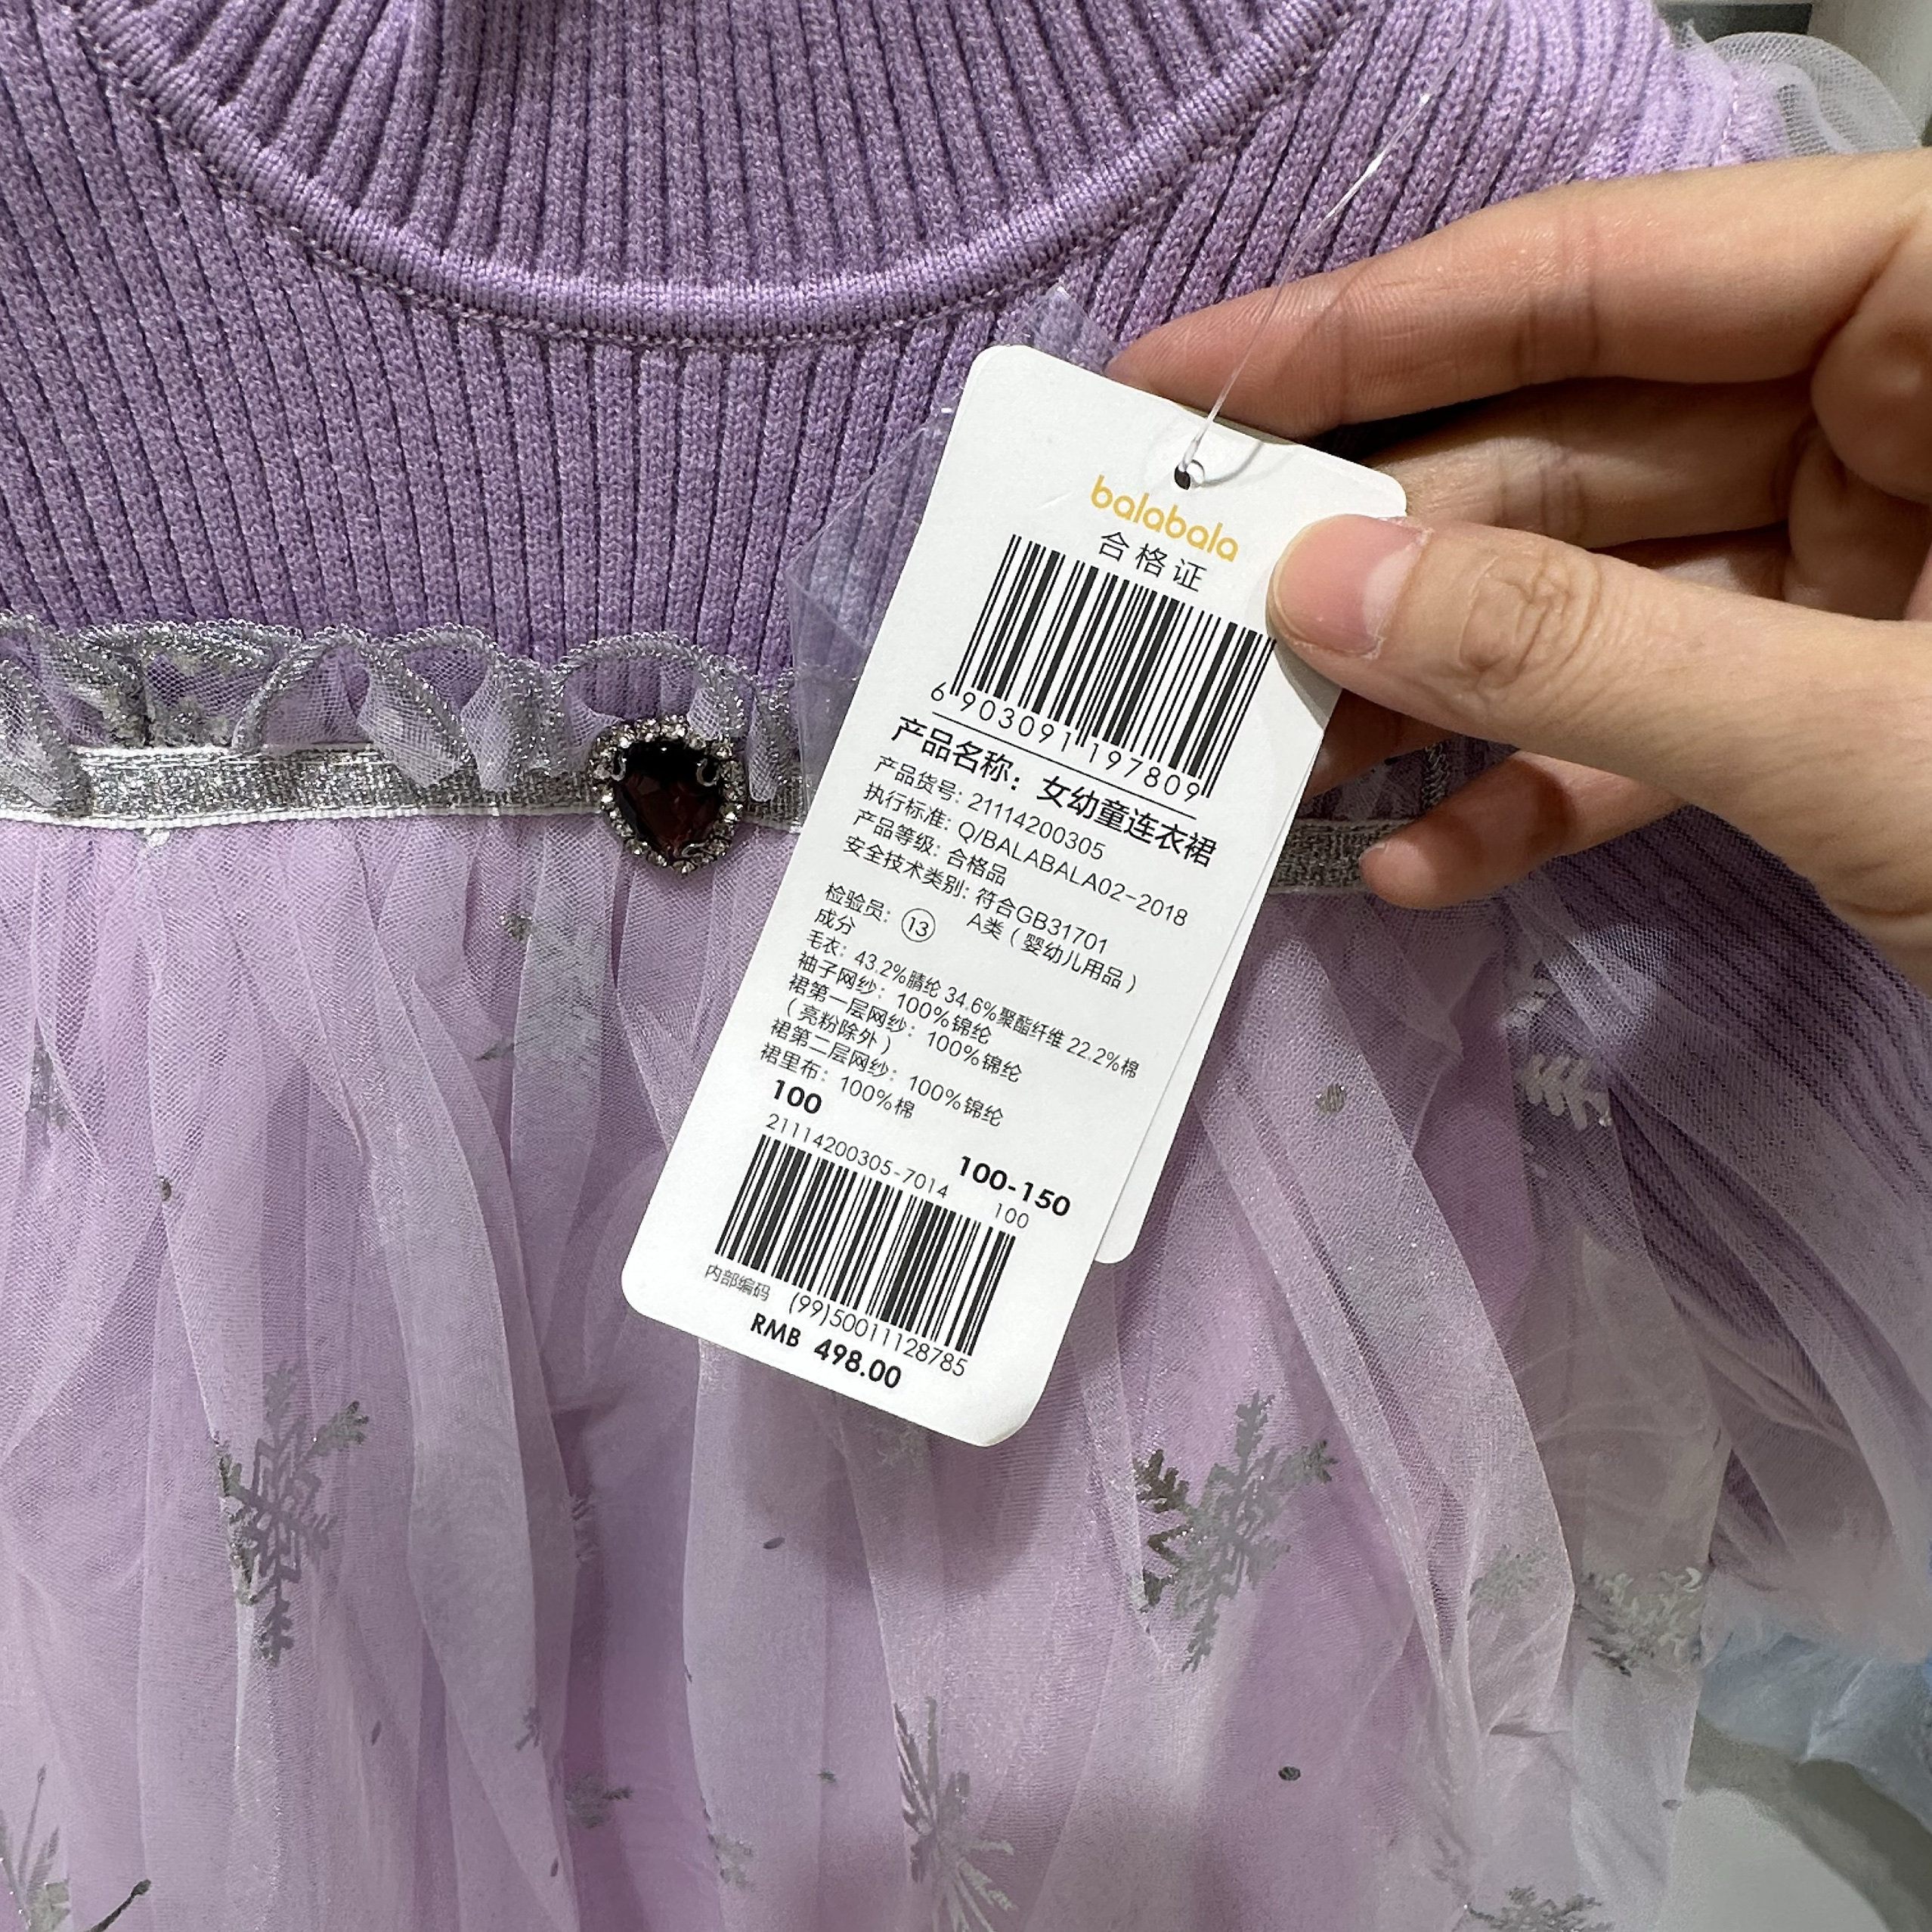 balabala
合格证
6 903091 197809
产品名称：女幼童连衣裙
产品货号: 21114200305
执行标准: Q/BALABALA02-2018
产品等级: 合格品
安全技术类别: 符合GB31701
A类（婴幼儿用品）
检验员: 13
成分
毛衣: 43.2%腈纶 34.6%聚酯纤维 22.2%棉
袖子网纱: 100%锦纶
裙第一层网纱: 100%锦纶
（亮粉除外）
裙第二层网纱: 100%锦纶
裙里布: 100%棉
100
100-150
21114200305-7014 100
内部编码 (99)50011128785
RMB 498.00